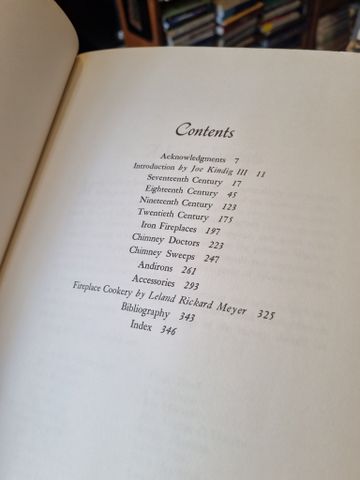 Contents
Acknowledgments 7
Introduction by Joe Kindig III 11
Seventeenth Century 17
Eighteenth Century 45
Nineteenth Century 123
Twentieth Century 175
Iron Fireplaces 197
Chimney Doctors 223
Chimney Sweeps 247
Andirons 261
Accessories 293
Fireplace Cookery by Leland Rickard Meyer 325
Bibliography 343
Index 346